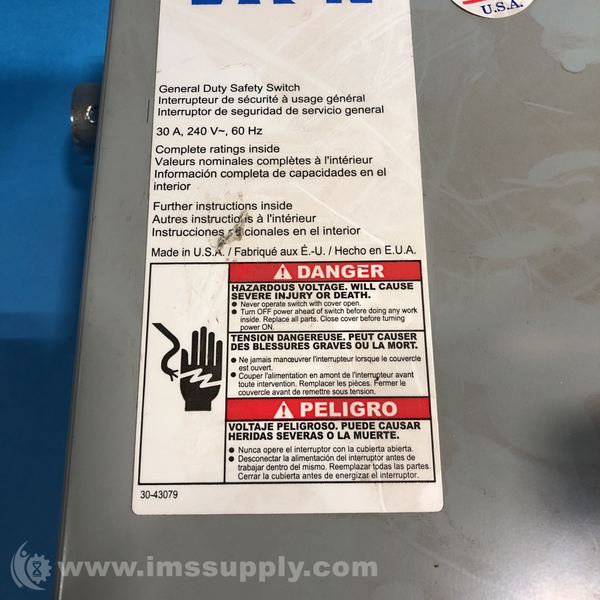 U.S.A.
General Duty Safety Switch
Interrupteur de sécurité à usage général
Interruptor de seguridad de servicio general
30 A, 240 V~, 60 Hz
Complete ratings inside
Valeurs nominales complètes à l'intérieur
Información completa de capacidades en el
interior
Further instructions inside
Autres instructions à l'intérieur
Instrucciones adicionales en el interior
Made in U.S.A. / Fabriqué aux É.-U. / Hecho en E.U.A.
⚠ DANGER
HAZARDOUS VOLTAGE. WILL CAUSE
SEVERE INJURY OR DEATH.
● Never operate switch with cover open.
● Turn OFF power ahead of switch before doing any work
inside. Replace all parts. Close cover before turning
power ON.
TENSION DANGEREUSE. PEUT CAUSER
DES BLESSURES GRAVES OU LA MORT.
● Ne jamais manœuvrer l'interrupteur lorsque le couvercle
est ouvert.
● Couper l'alimentation en amont de l'interrupteur avant
toute intervention. Remplacer les pièces. Fermer le
couvercle avant de remettre sous tension.
⚠ PELIGRO
VOLTAJE PELIGROSO. PUEDE CAUSAR
HERIDAS SEVERAS O LA MUERTE.
● Nunca opere el interruptor con la cubierta abierta.
● Desconectar la alimentación del interruptor antes de
trabajar dentro del mismo. Reemplazar todas las partes.
Cerrar la cubierta antes de energizar el interruptor.
30-43079
www.imssupply.com